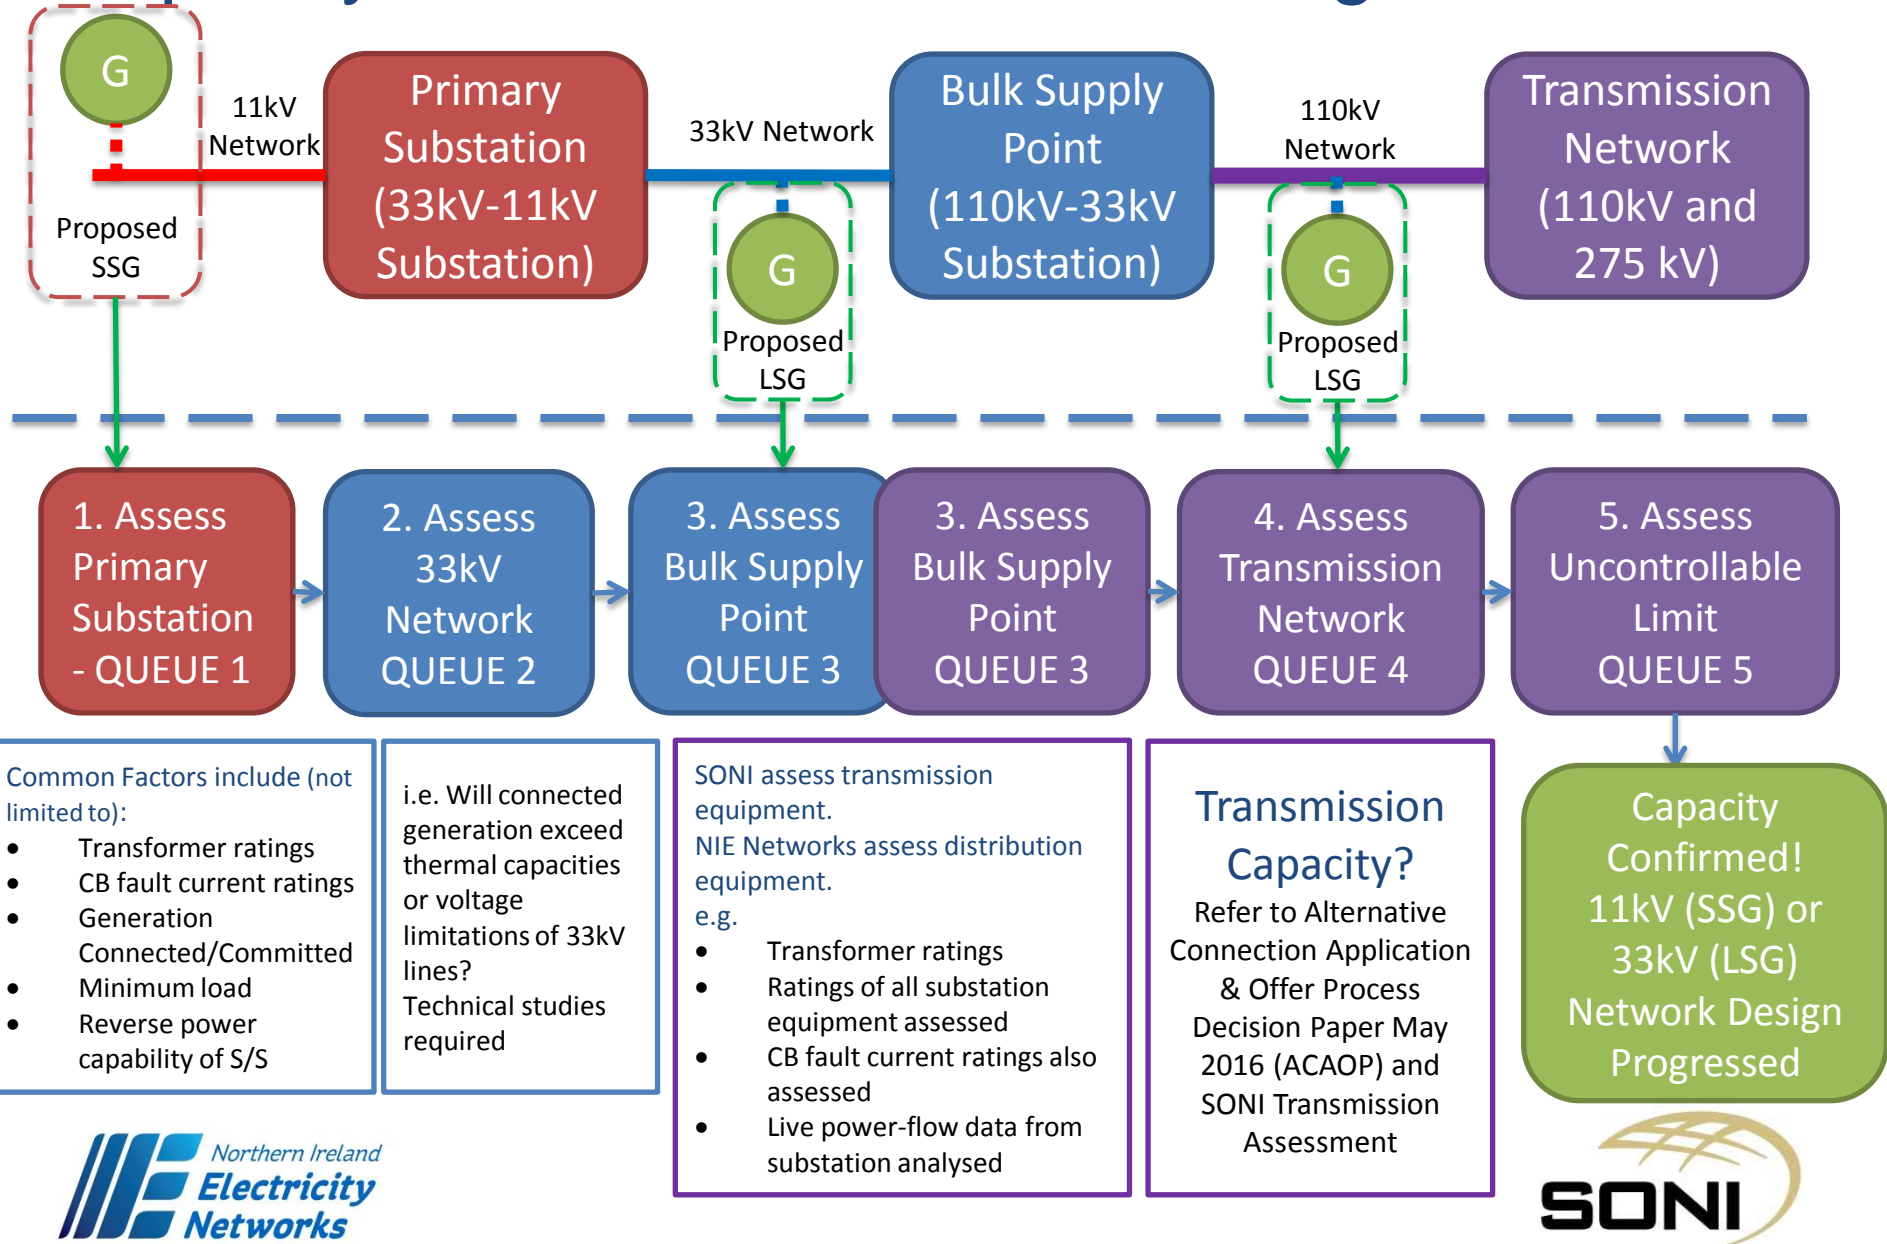 G
11kV
Network
Proposed
SSG
Primary
Substation
(33kV-11kV
Substation)
33kV Network
G
Proposed
LSG
Bulk Supply
Point
(110kV-33kV
Substation)
110kV
Network
G
Proposed
LSG
Transmission
Network
(110kV and
275 kV)
1. Assess
Primary
Substation
- QUEUE 1
2. Assess
33kV
Network
QUEUE 2
3. Assess
Bulk Supply
Point
QUEUE 3
3. Assess
Bulk Supply
Point
QUEUE 3
4. Assess
Transmission
Network
QUEUE 4
5. Assess
Uncontrollable
Limit
QUEUE 5
Common Factors include (not
limited to):
• Transformer ratings
• CB fault current ratings
• Generation
Connected/Committed
• Minimum load
• Reverse power
capability of S/S
i.e. Will connected
generation exceed
thermal capacities
or voltage
limitations of 33kV
lines?
Technical studies
required
SONI assess transmission
equipment.
NIE Networks assess distribution
equipment.
e.g.
• Transformer ratings
• Ratings of all substation
equipment assessed
• CB fault current ratings also
assessed
• Live power-flow data from
substation analysed
Transmission
Capacity?
Refer to Alternative
Connection Application
& Offer Process
Decision Paper May
2016 (ACAOP) and
SONI Transmission
Assessment
Capacity
Confirmed!
11kV (SSG) or
33kV (LSG)
Network Design
Progressed
Northern Ireland
Electricity
Networks
SONI